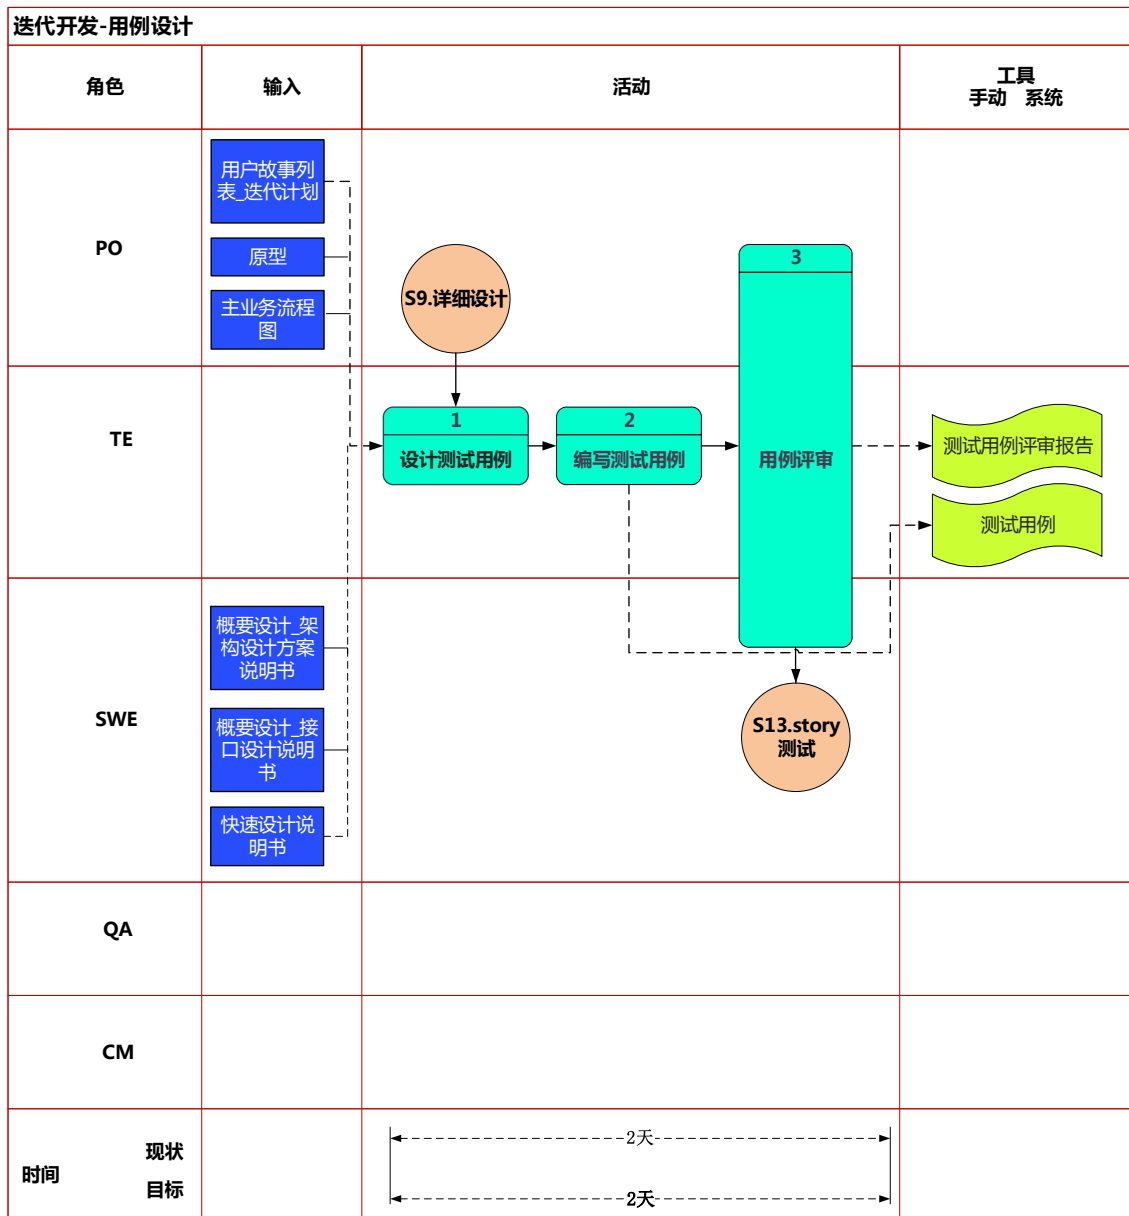 迭代开发-用例设计
角色
输入
活动
工具
手动 系统
PO
用户故事列
表_迭代计划
原型
主业务流程
图
S9.详细设计
3
用例评审
TE
1
设计测试用例
2
编写测试用例
测试用例评审报告
测试用例
SWE
概要设计_架
构设计方案
说明书
概要设计_接
口设计说明
书
快速设计说
明书
S13.story
测试
QA
CM
时间
现状
目标
2天
2天